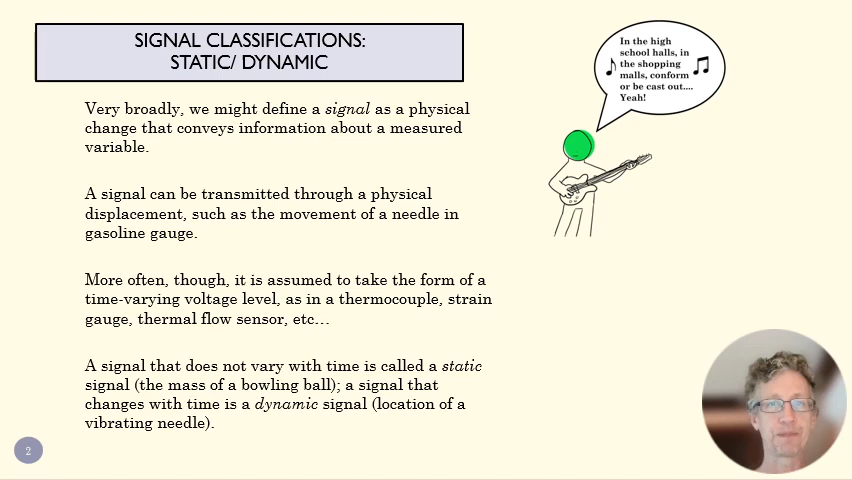 SIGNAL CLASSIFICATIONS:
STATIC/ DYNAMIC
Very broadly, we might define a signal as a physical
change that conveys information about a measured
variable.
A signal can be transmitted through a physical
displacement, such as the movement of a needle in
gasoline gauge.
More often, though, it is assumed to take the form of a
time-varying voltage level, as in a thermocouple, strain
gauge, thermal flow sensor, etc…
A signal that does not vary with time is called a static
signal (the mass of a bowling ball); a signal that
changes with time is a dynamic signal (location of a
vibrating needle).
In the high
school halls, in
the shopping
malls, conform
or be cast out....
Yeah!
2